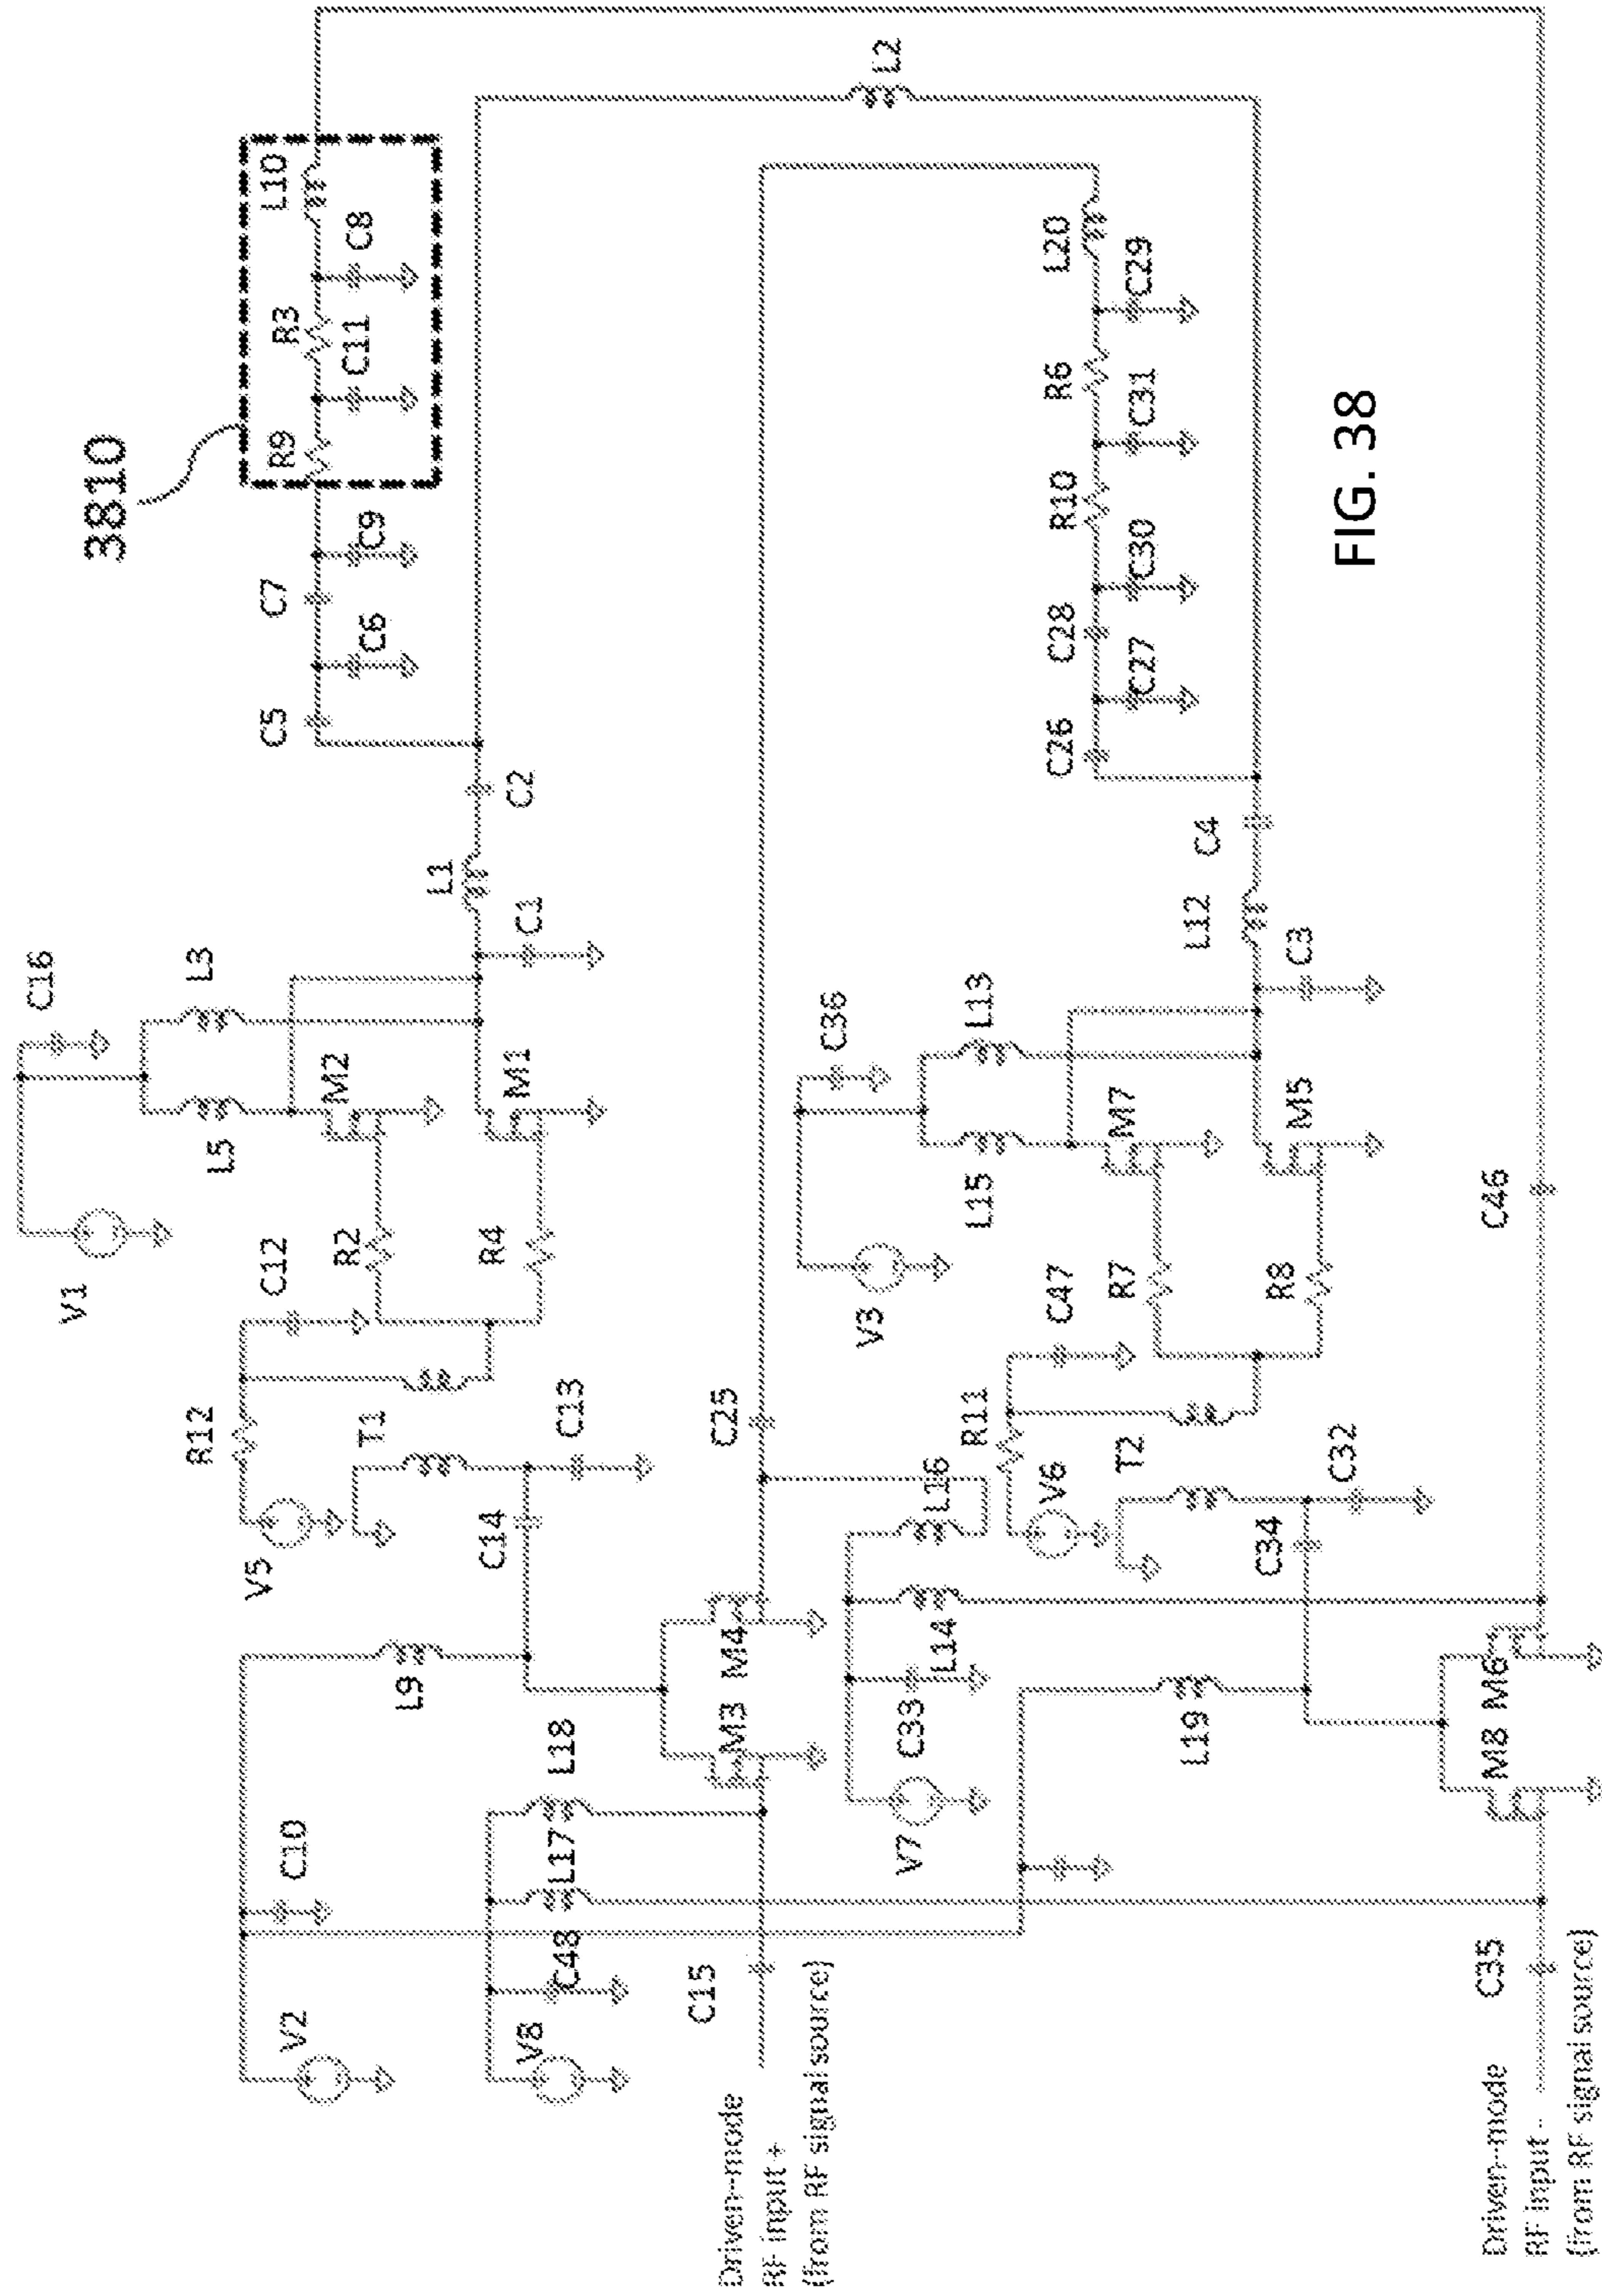 3810
L10
C8
R3
C11
R9
C9
C7
C6
C5
L2
C2
L1
C1
C16
L3
L5
M2
M1
V1
C12
R2
R4
R12
T1
C13
C14
V5
L9
M3 M4
C25
L18
L17
C10
C48
V2
V8
C15
Driven-mode
RF input +
(from RF signal source)
L20
C29
R6
C31
R10
C30
C28
C27
C26
C4
L12
C3
L13
C36
L15
M7
M5
V3
C47
R7
R8
R11
T2
V6
C32
C34
L16
L14
C33
V7
L19
M8 M6
C46
C35
Driven-mode
RF input -
(from RF signal source)
FIG. 38